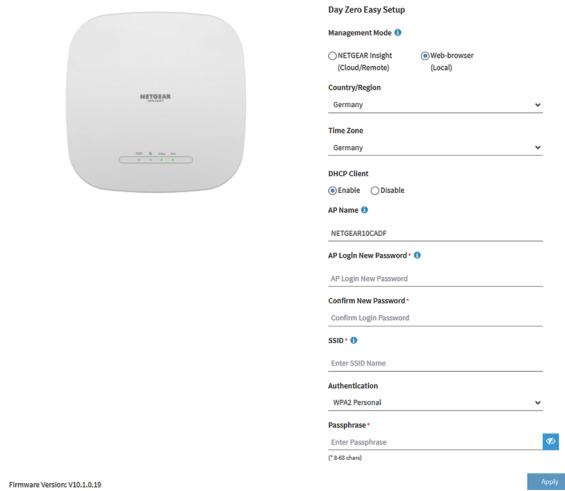 NETGEAR
Day Zero Easy Setup
Management Mode
NETGEAR Insight
(Cloud/Remote)
Web-browser
(Local)
Country/Region
Germany
Time Zone
Germany
DHCP Client
Enable
Disable
AP Name
NETGEAR10CADF
AP Login New Password*
AP Login New Password
Confirm New Password*
Confirm Login Password
SSID*
Enter SSID Name
Authentication
WPA2 Personal
Passphrase*
Enter Passphrase
(* 8-63 chars)
Firmware Version: V10.1.0.19
Apply